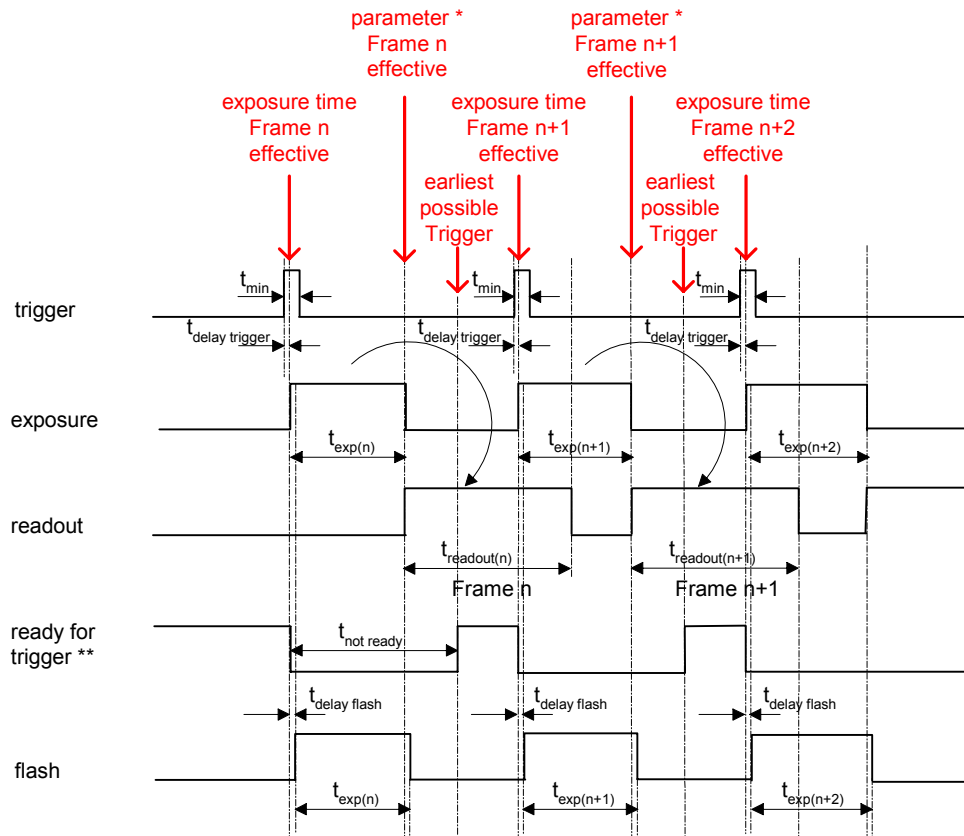 parameter *
Frame n
effective
parameter *
Frame n+1
effective
exposure time
Frame n
effective
exposure time
Frame n+1
effective
exposure time
Frame n+2
effective
earliest
possible
Trigger
earliest
possible
Trigger
trigger
tmin
tmin
tmin
tdelay trigger
tdelay trigger
tdelay trigger
exposure
texp(n)
texp(n+1)
texp(n+2)
readout
treadout(n)
treadout(n+1)
Frame n
Frame n+1
ready for
trigger **
tnot ready
tdelay flash
tdelay flash
tdelay flash
flash
texp(n)
texp(n+1)
texp(n+2)